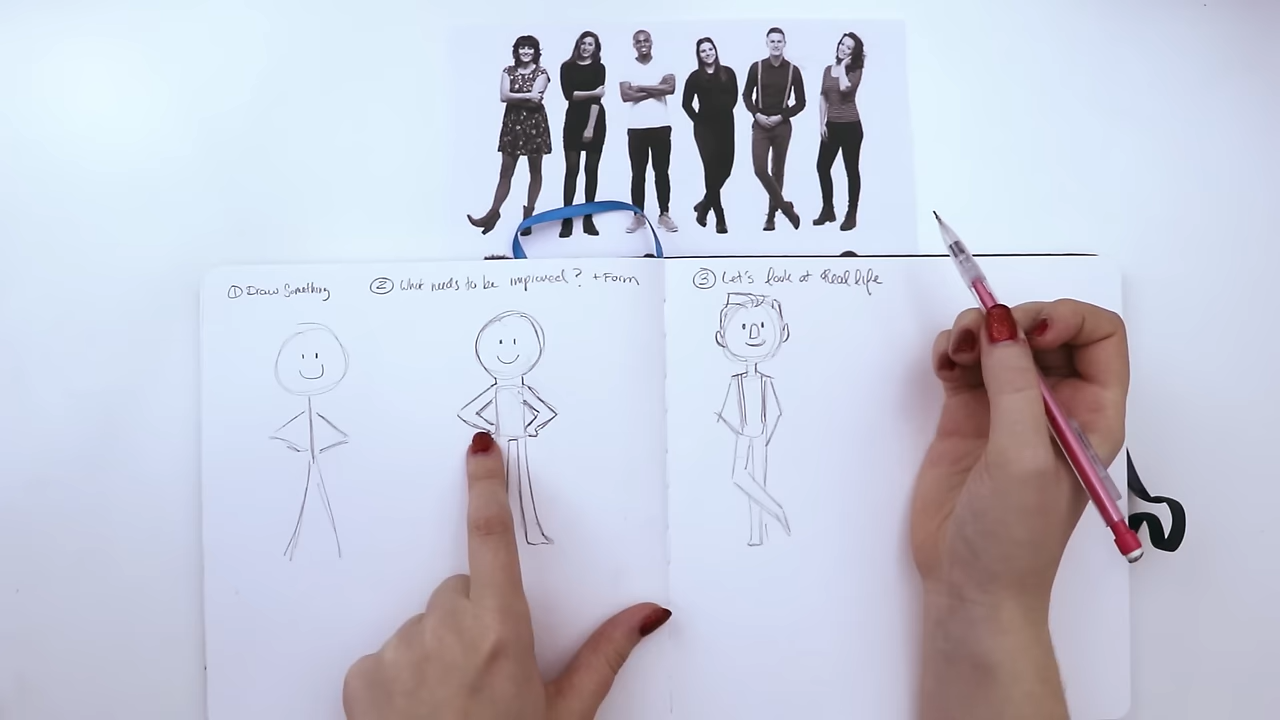 ① Draw Something
② What needs to be improved? + Form
③ Let's look at Real life